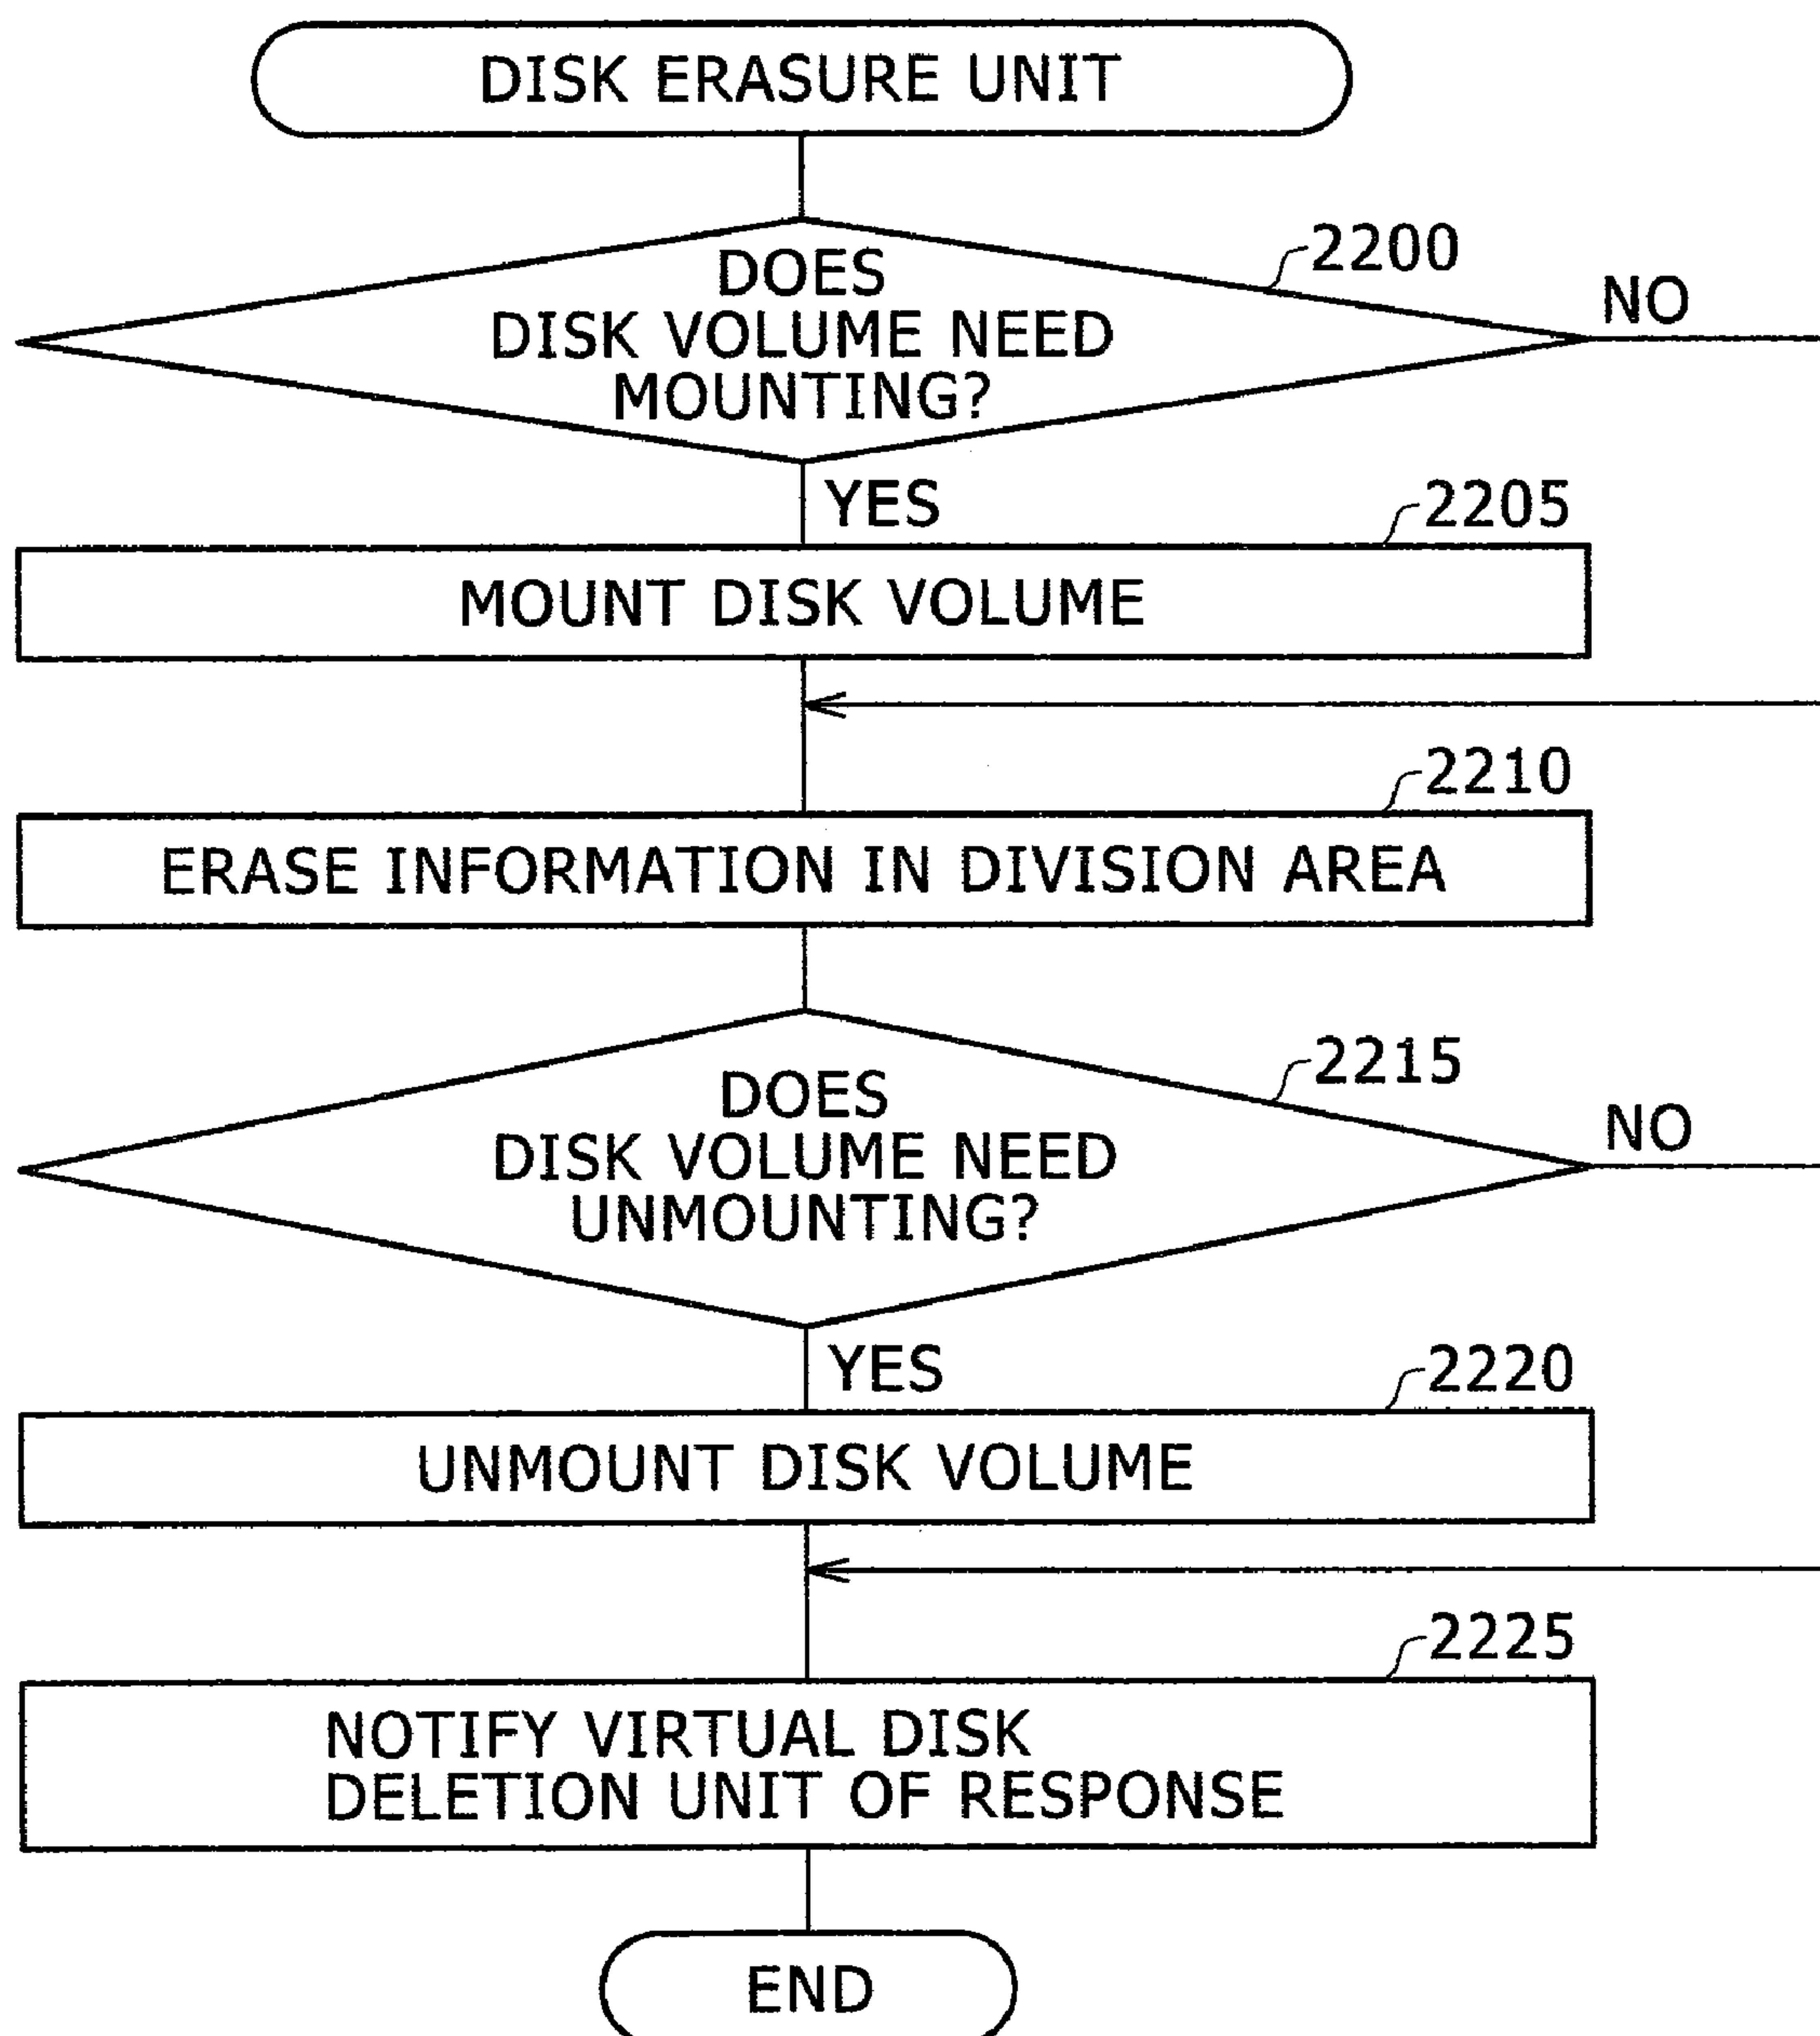 DISK ERASURE UNIT
2200
DOES
DISK VOLUME NEED
MOUNTING?
NO
YES
2205
MOUNT DISK VOLUME
2210
ERASE INFORMATION IN DIVISION AREA
2215
DOES
DISK VOLUME NEED
UNMOUNTING?
NO
YES
2220
UNMOUNT DISK VOLUME
2225
NOTIFY VIRTUAL DISK
DELETION UNIT OF RESPONSE
END